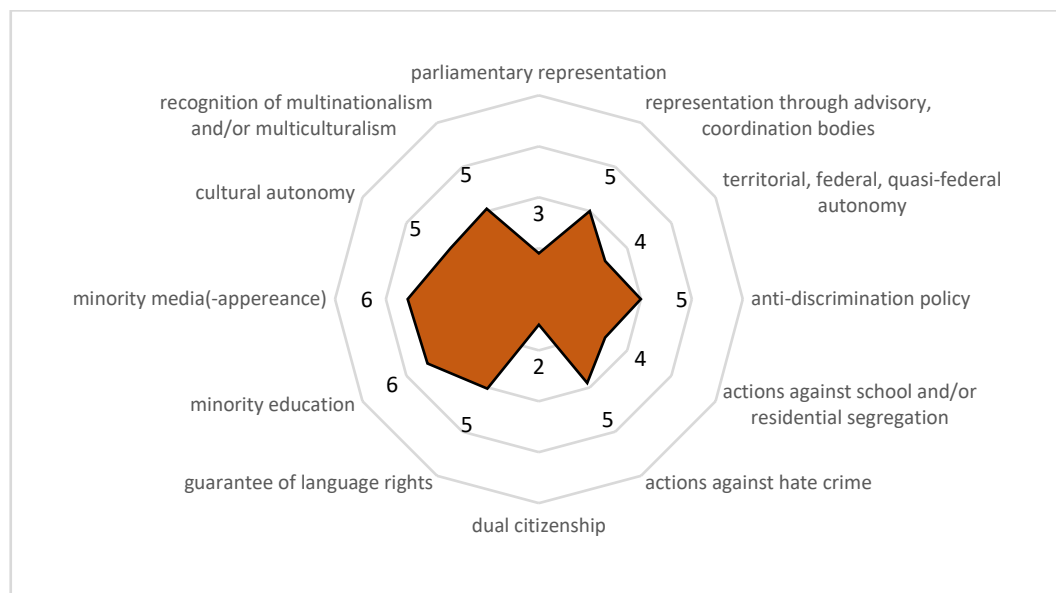 parliamentary representation
recognition of multinationalism
and/or multiculturalism
representation through advisory,
coordination bodies
5
5
territorial, federal, quasi-federal
autonomy
cultural autonomy
3
5
4
minority media(-appereance)
6
5
anti-discrimination policy
4
2
6
actions against school and/or
residential segregation
minority education
5
5
guarantee of language rights
actions against hate crime
dual citizenship